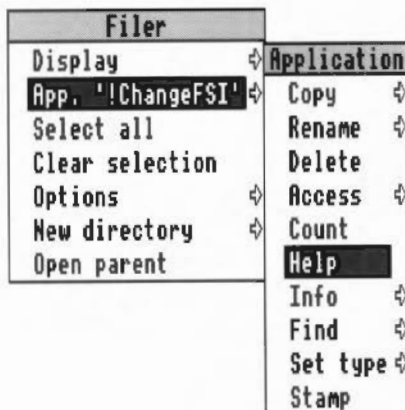 Filer
Display
App. '!ChangeFSI'
Select all
Clear selection
Options
New directory
Open parent
Application
Copy
Rename
Delete
Access
Count
Help
Info
Find
Set type
Stamp